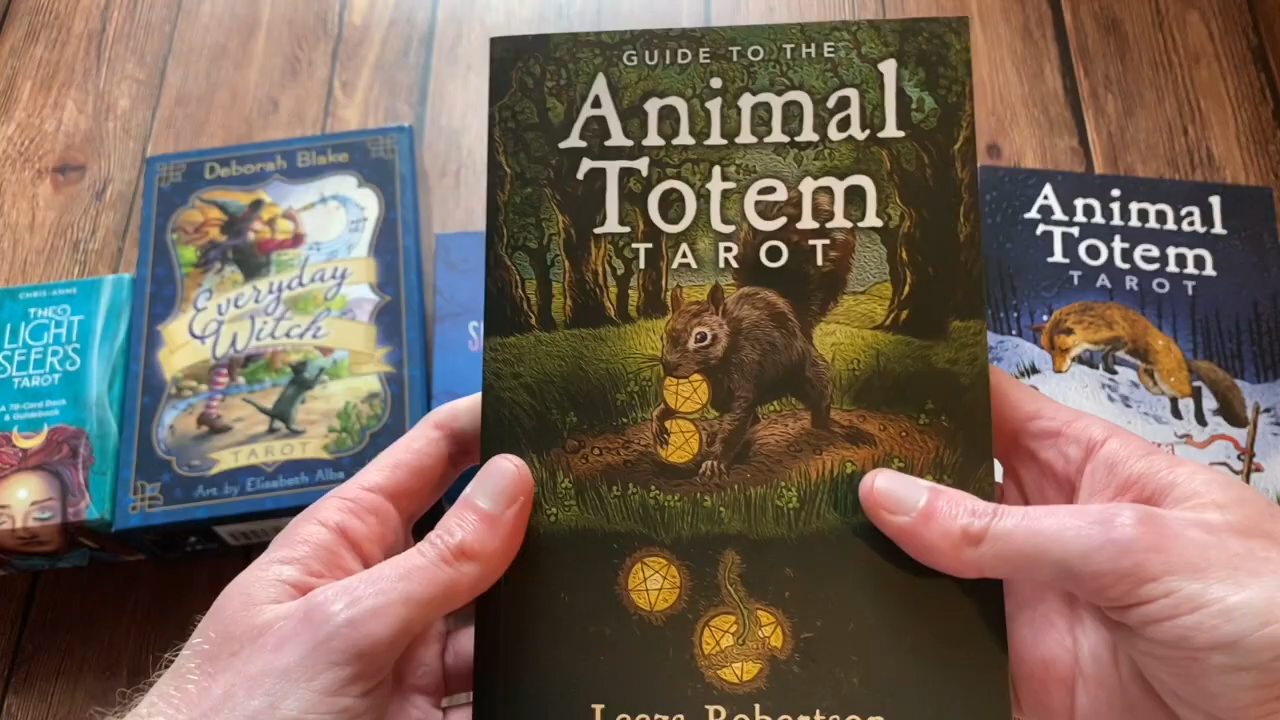 GUIDE TO THE
Animal
Totem
TAROT
Leeza Robertson
Deborah Blake
Everyday
Witch
TAROT
Art by Elisabeth Alba
CHRIS-ANNE
THE
LIGHT
SEER'S
TAROT
A 78-Card Deck
& Guidebook
Animal
Totem
TAROT